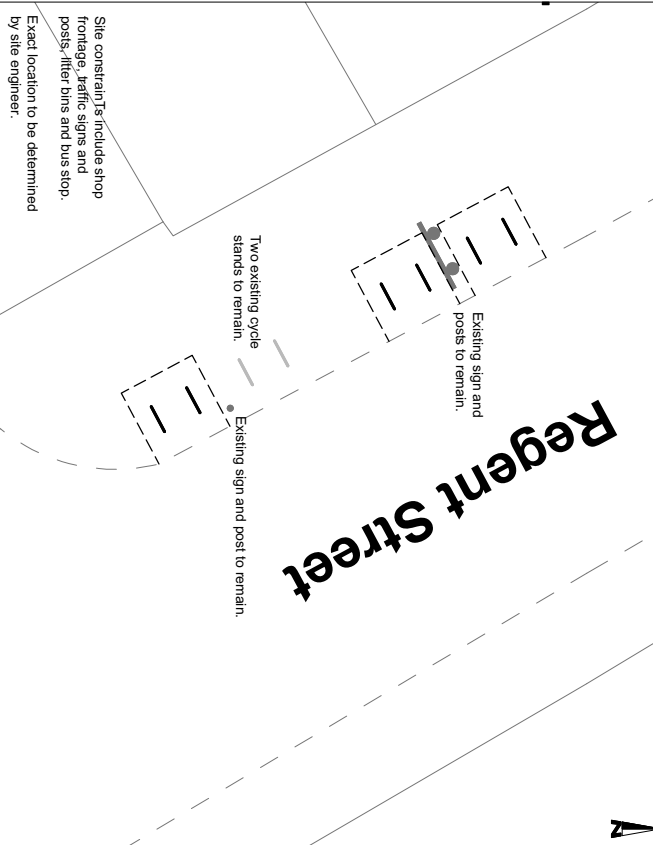 Site constrainTs include shop
frontage, traffic signs and
posts, litter bins and bus stop.
Exact location to be determined
by site engineer.
Two existing cycle
stands to remain.
Existing sign and
posts to remain.
Existing sign and post to remain.
Regent Street
N